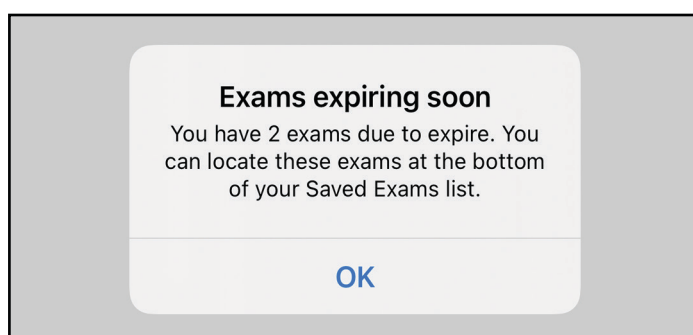 Exams expiring soon
You have 2 exams due to expire. You
can locate these exams at the bottom
of your Saved Exams list.
OK